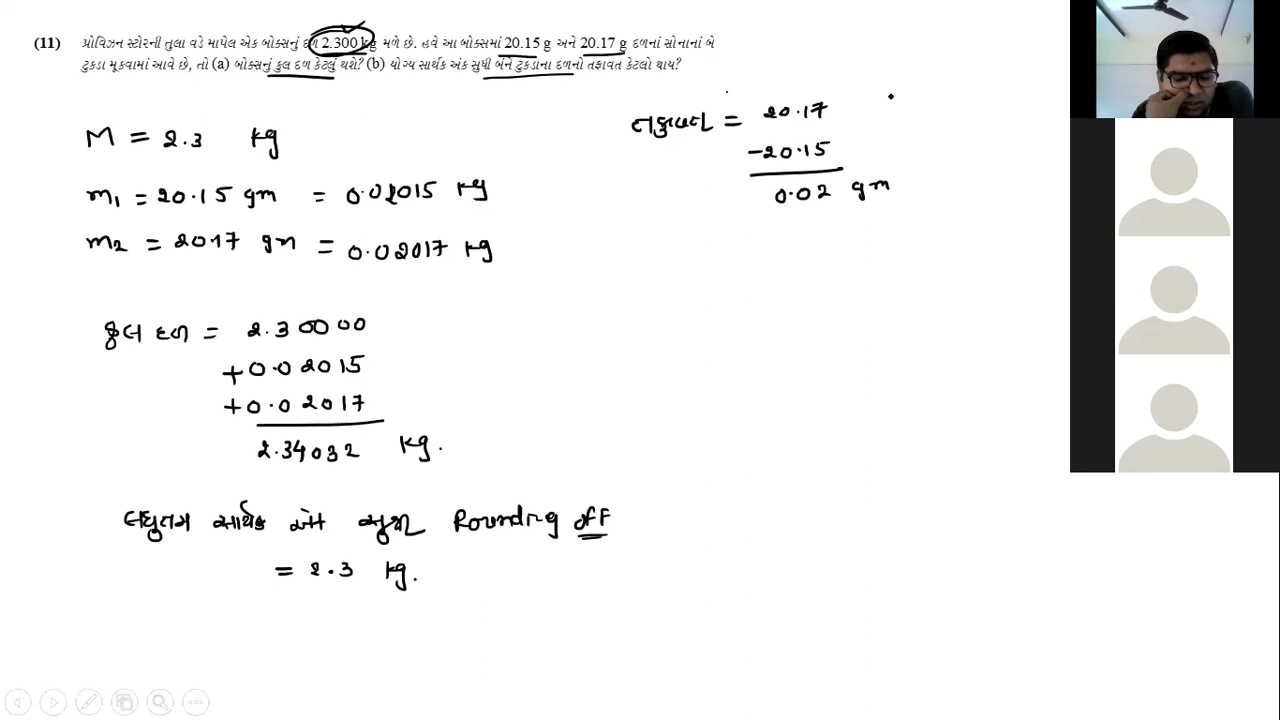 (11) પ્રોવિઝન સ્ટોરની તુલા વડે માપેલ એક બોક્સનું દળ 2.300 kg મળે છે. હવે આ બોક્સમાં 20.15 g અને 20.17 g દળનાં સોનાનાં બે
ટુકડા મૂકવામાં આવે છે, તો (a) બોક્સનું કુલ દળ કેટલું થશે? (b) યોગ્ય સાર્થક અંક સુધી બંને ટુકડાના દળનો તફાવત કેટલો થાય?
M = 2.3 kg
m1 = 20.15 gm = 0.02015 kg
m2 = 20.17 gm = 0.02017 kg
કુલ દળ = 2.30000
+0.02015
+0.02017
2.34032 kg.
લઘુતમ સાર્થક અંક મુજબ Rounding off
= 2.3 kg.
તફાવત = 20.17
-20.15
0.02 gm